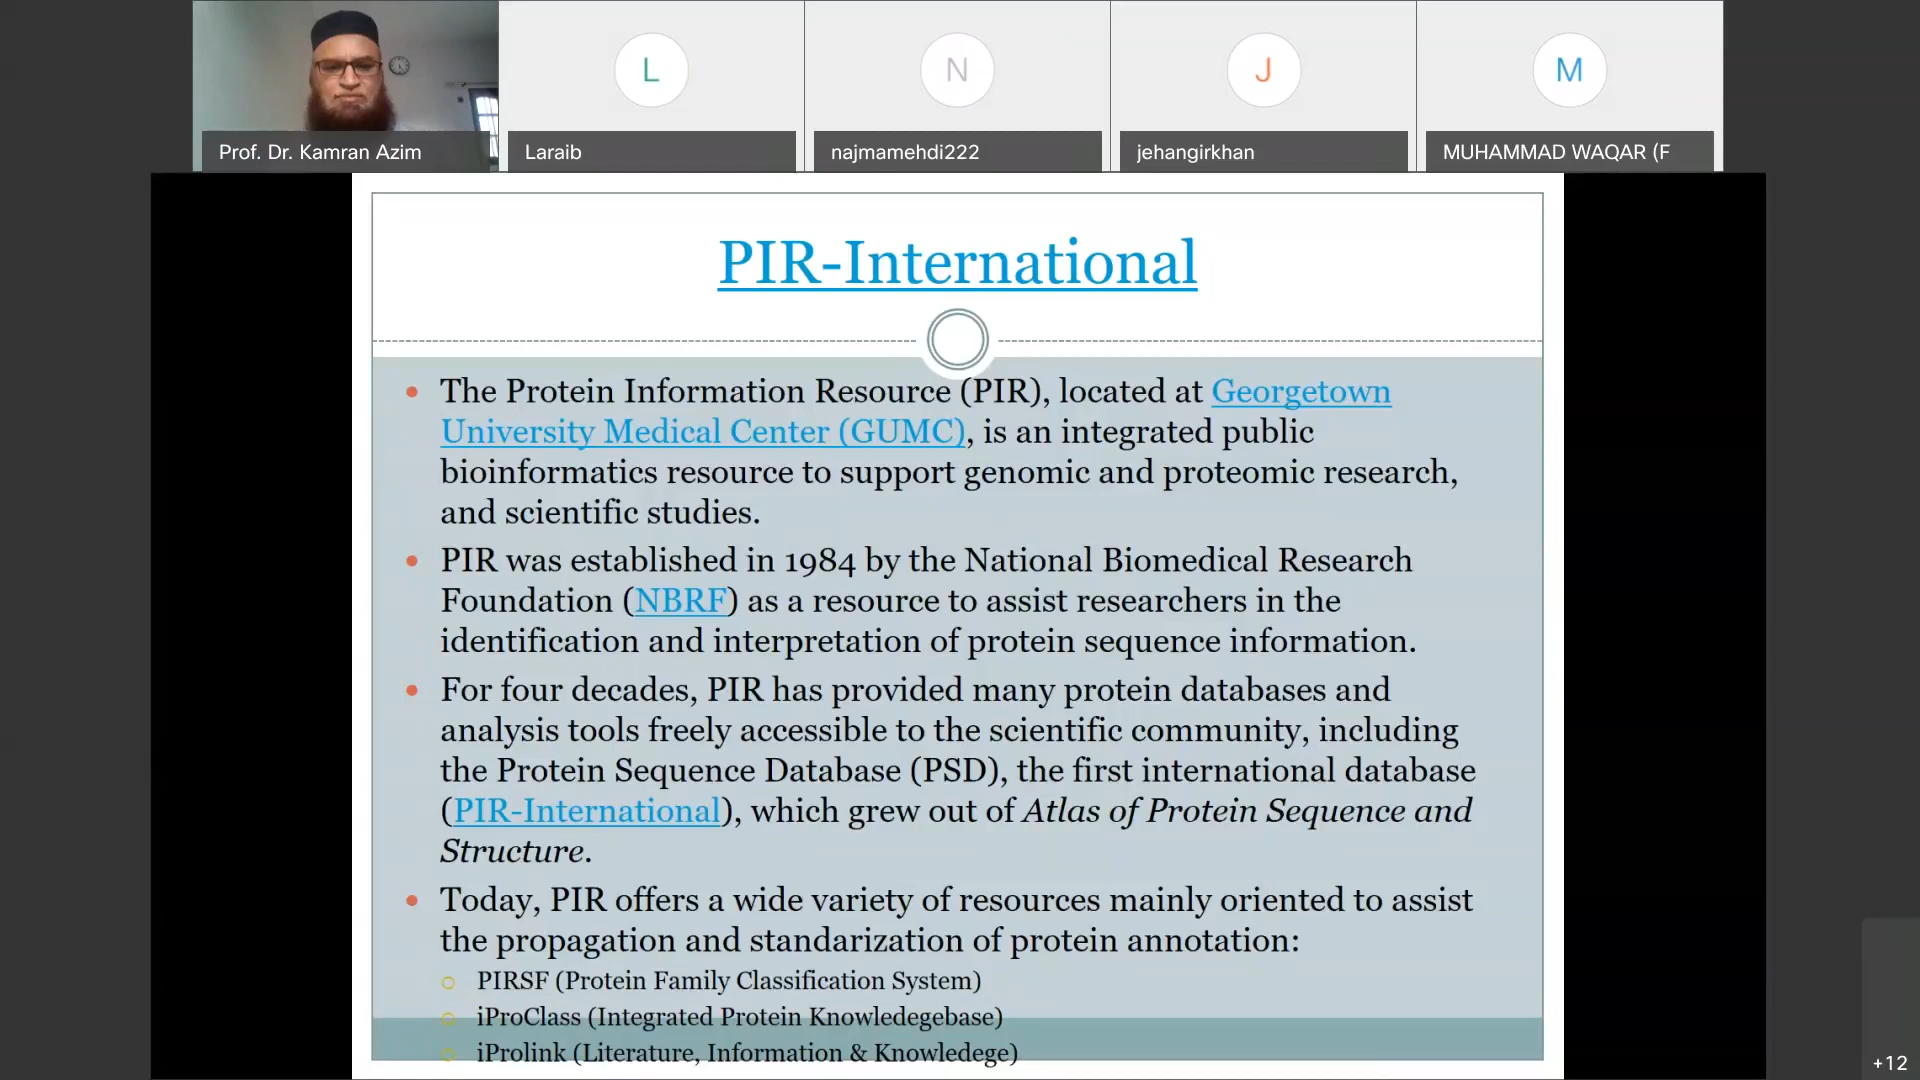 L
N
J
M
Prof. Dr. Kamran Azim
Laraib
najmamehdi222
jehangirkhan
MUHAMMAD WAQAR (F
PIR-International
The Protein Information Resource (PIR), located at Georgetown
University Medical Center (GUMC), is an integrated public
bioinformatics resource to support genomic and proteomic research,
and scientific studies.
PIR was established in 1984 by the National Biomedical Research
Foundation (NBRF) as a resource to assist researchers in the
identification and interpretation of protein sequence information.
For four decades, PIR has provided many protein databases and
analysis tools freely accessible to the scientific community, including
the Protein Sequence Database (PSD), the first international database
(PIR-International), which grew out of Atlas of Protein Sequence and
Structure.
Today, PIR offers a wide variety of resources mainly oriented to assist
the propagation and standarization of protein annotation:
PIRSF (Protein Family Classification System)
iProClass (Integrated Protein Knowledegebase)
iProlink (Literature, Information & Knowledege)
+12